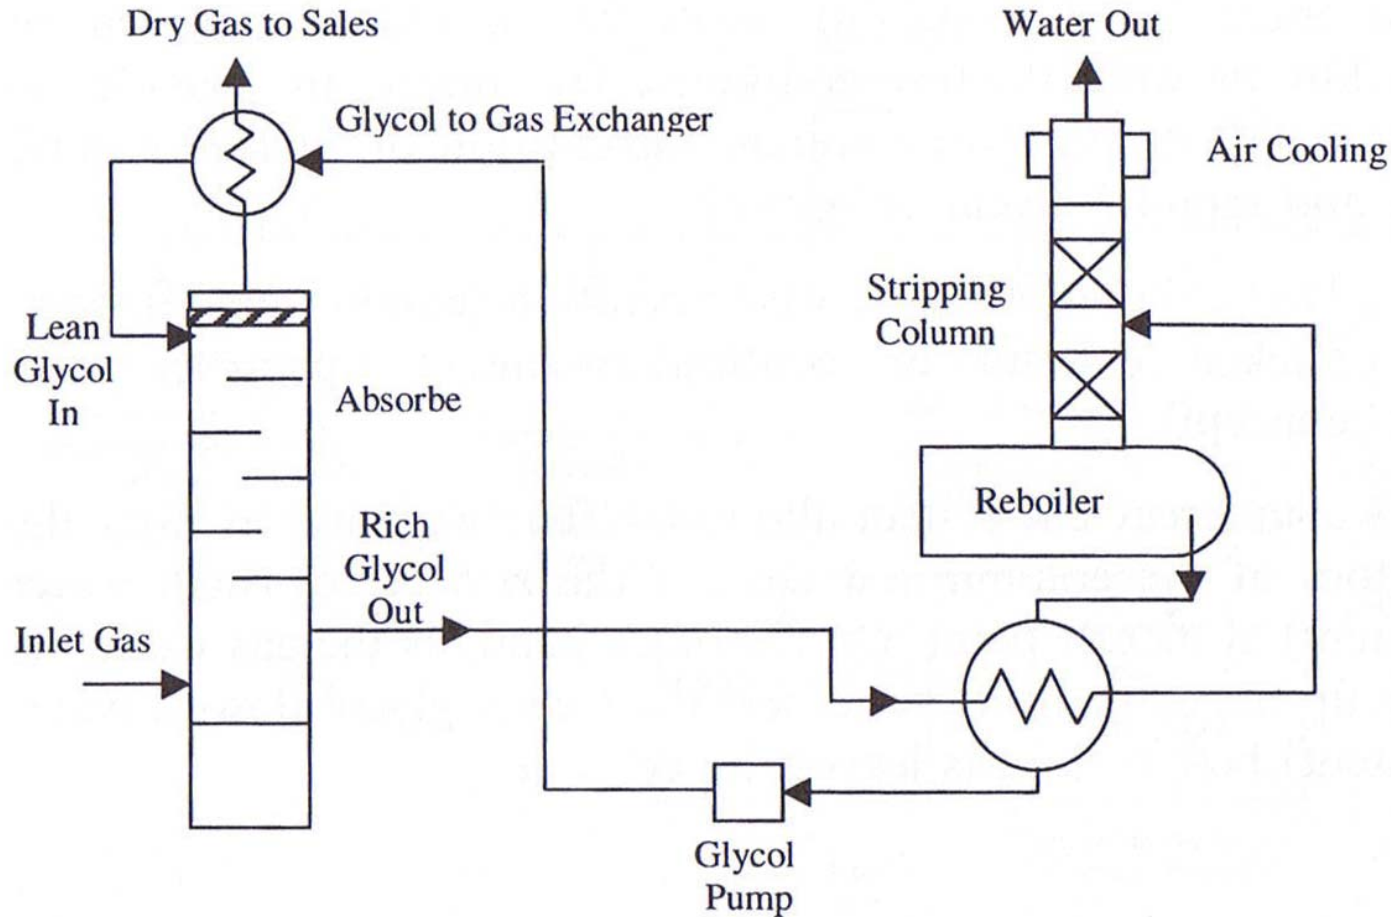 Dry Gas to Sales
Water Out
Glycol to Gas Exchanger
Air Cooling
Stripping
Column
Lean
Glycol
In
Absorbe
Reboiler
Rich
Glycol
Out
Inlet Gas
Glycol
Pump